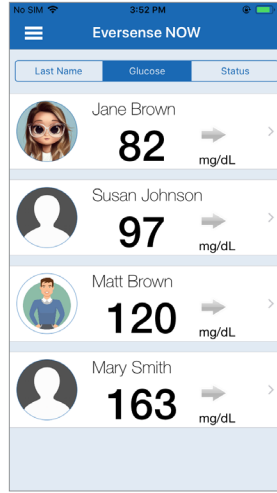 No SIM 3:52 PM
Eversense NOW
Last Name Glucose Status
Jane Brown
82 mg/dL
Susan Johnson
97 mg/dL
Matt Brown
120 mg/dL
Mary Smith
163 mg/dL